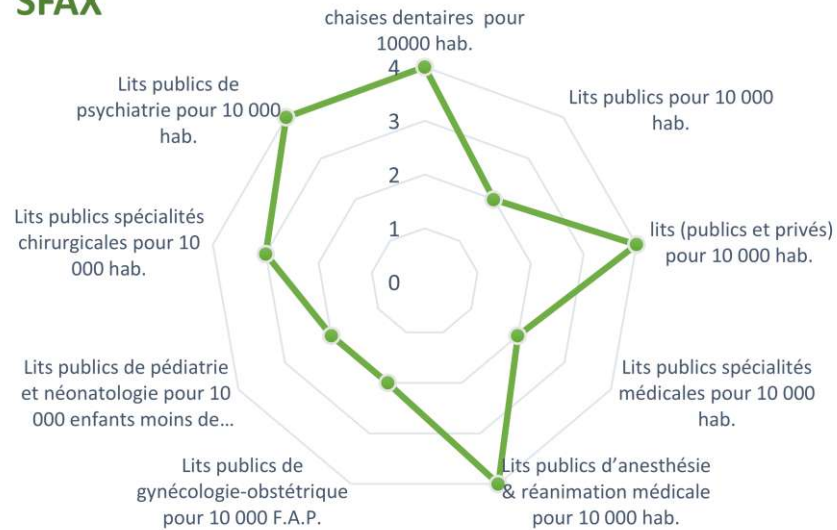 SFAX
chaises dentaires pour
10000 hab.
Lits publics pour 10 000
hab.
lits (publics et privés)
pour 10 000 hab.
Lits publics spécialités
médicales pour 10 000
hab.
Lits publics d’anesthésie
& réanimation médicale
pour 10 000 hab.
Lits publics de
gynécologie-obstétrique
pour 10 000 F.A.P.
Lits publics de pédiatrie
et néonatologie pour 10
000 enfants moins de…
Lits publics spécialités
chirurgicales pour 10
000 hab.
Lits publics de
psychiatrie pour 10 000
hab.
4
3
2
1
0